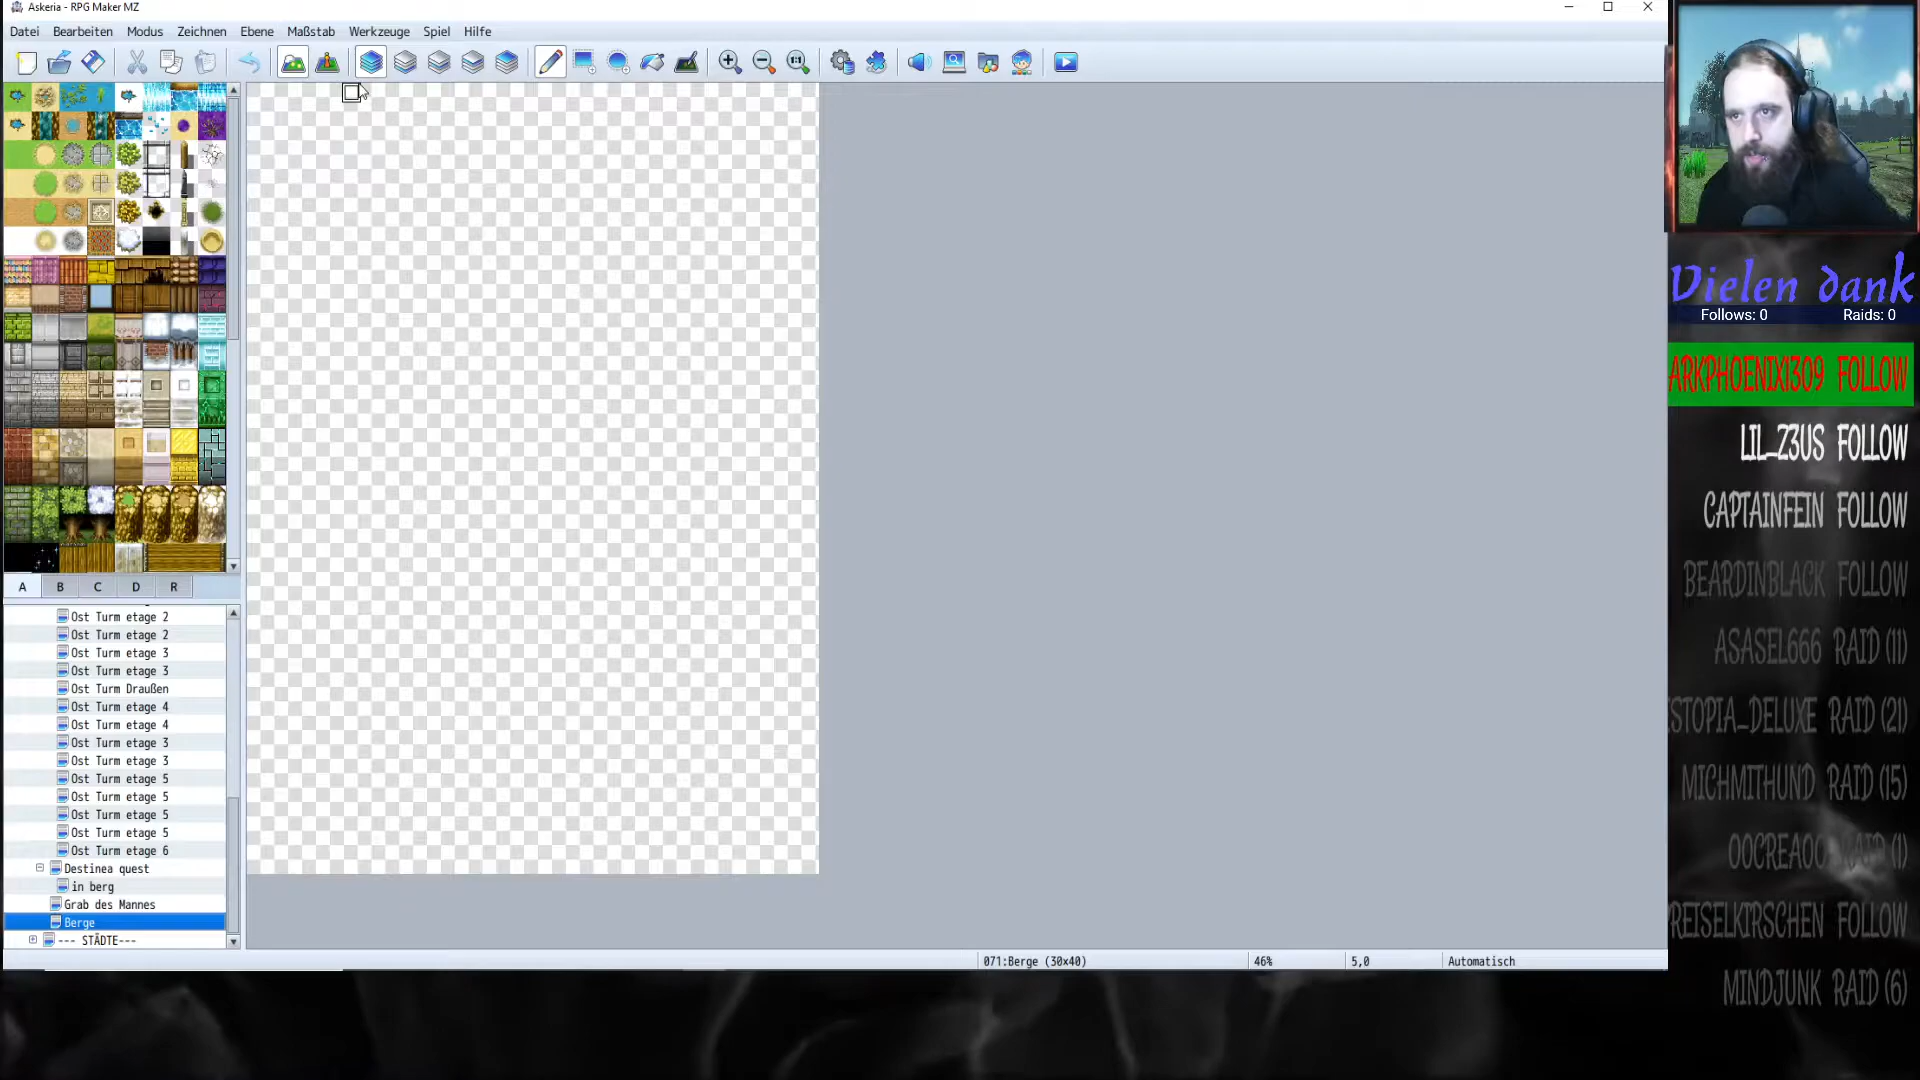 Askeria - RPG Maker MZ
Datei Bearbeiten Modus Zeichnen Ebene Maßstab Werkzeuge Spiel Hilfe
1:1
A B C D R
Ost Turm etage 2
Ost Turm etage 2
Ost Turm etage 3
Ost Turm etage 3
Ost Turm Draußen
Ost Turm etage 4
Ost Turm etage 4
Ost Turm etage 3
Ost Turm etage 3
Ost Turm etage 5
Ost Turm etage 5
Ost Turm etage 5
Ost Turm etage 5
Ost Turm etage 6
Destinea quest
in berg
Grab des Mannes
Berge
--- STÄDTE---
071:Berge (30x40) 46% 5,0 Automatisch
Vielen dank
Follows: 0 Raids: 0
ARKPHOENIX1309 FOLLOW
LIL_Z3US FOLLOW
CAPTAINFEIN FOLLOW
BEARDINBLACK FOLLOW
ASASEL666 RAID (11)
STOPIA_DELUXE RAID (21)
MICHMITHUND RAID (15)
OOCREAOO RAID (1)
REISELKIRSCHEN FOLLOW
MINDJUNK RAID (6)